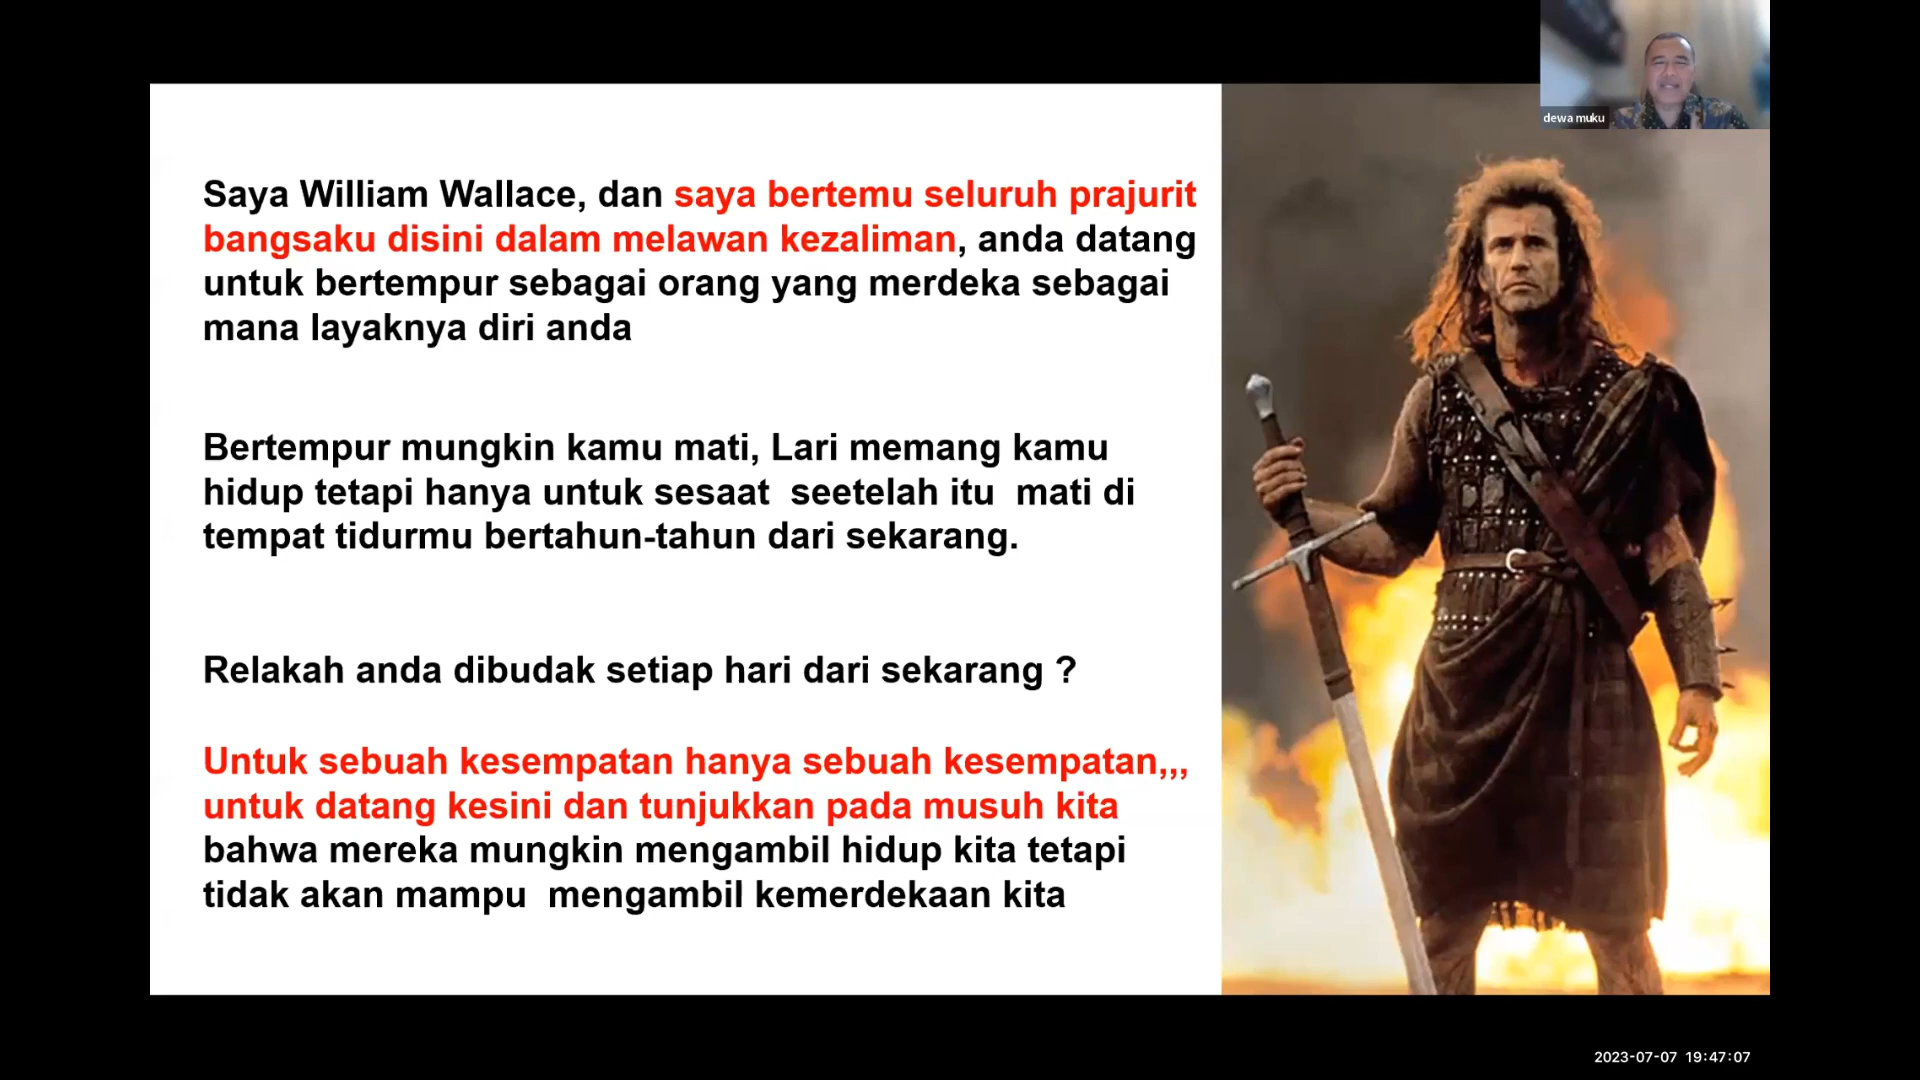 dewa muku
Saya William Wallace, dan saya bertemu seluruh prajurit
bangsaku disini dalam melawan kezaliman, anda datang
untuk bertempur sebagai orang yang merdeka sebagai
mana layaknya diri anda
Bertempur mungkin kamu mati, Lari memang kamu
hidup tetapi hanya untuk sesaat  seetelah itu  mati di
tempat tidurmu bertahun-tahun dari sekarang.
Relakah anda dibudak setiap hari dari sekarang ?
Untuk sebuah kesempatan hanya sebuah kesempatan,,,
untuk datang kesini dan tunjukkan pada musuh kita
bahwa mereka mungkin mengambil hidup kita tetapi
tidak akan mampu  mengambil kemerdekaan kita
2023-07-07 19:47:07